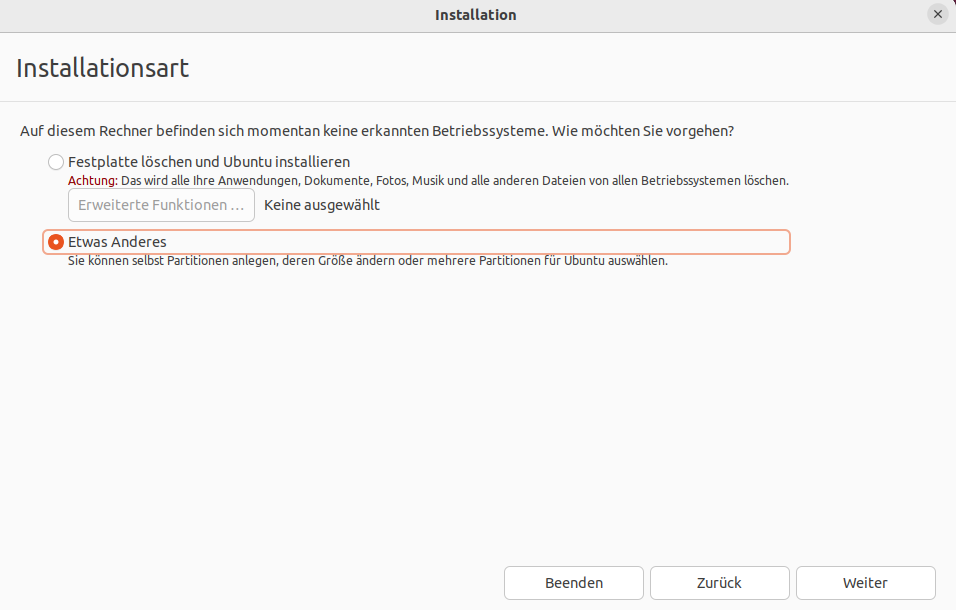 Installation
Installationsart
Auf diesem Rechner befinden sich momentan keine erkannten Betriebssysteme. Wie möchten Sie vorgehen?
Festplatte löschen und Ubuntu installieren
Achtung: Das wird alle Ihre Anwendungen, Dokumente, Fotos, Musik und alle anderen Dateien von allen Betriebssystemen löschen.
Erweiterte Funktionen ... Keine ausgewählt
Etwas Anderes
Sie können selbst Partitionen anlegen, deren Größe ändern oder mehrere Partitionen für Ubuntu auswählen.
Beenden Zurück Weiter